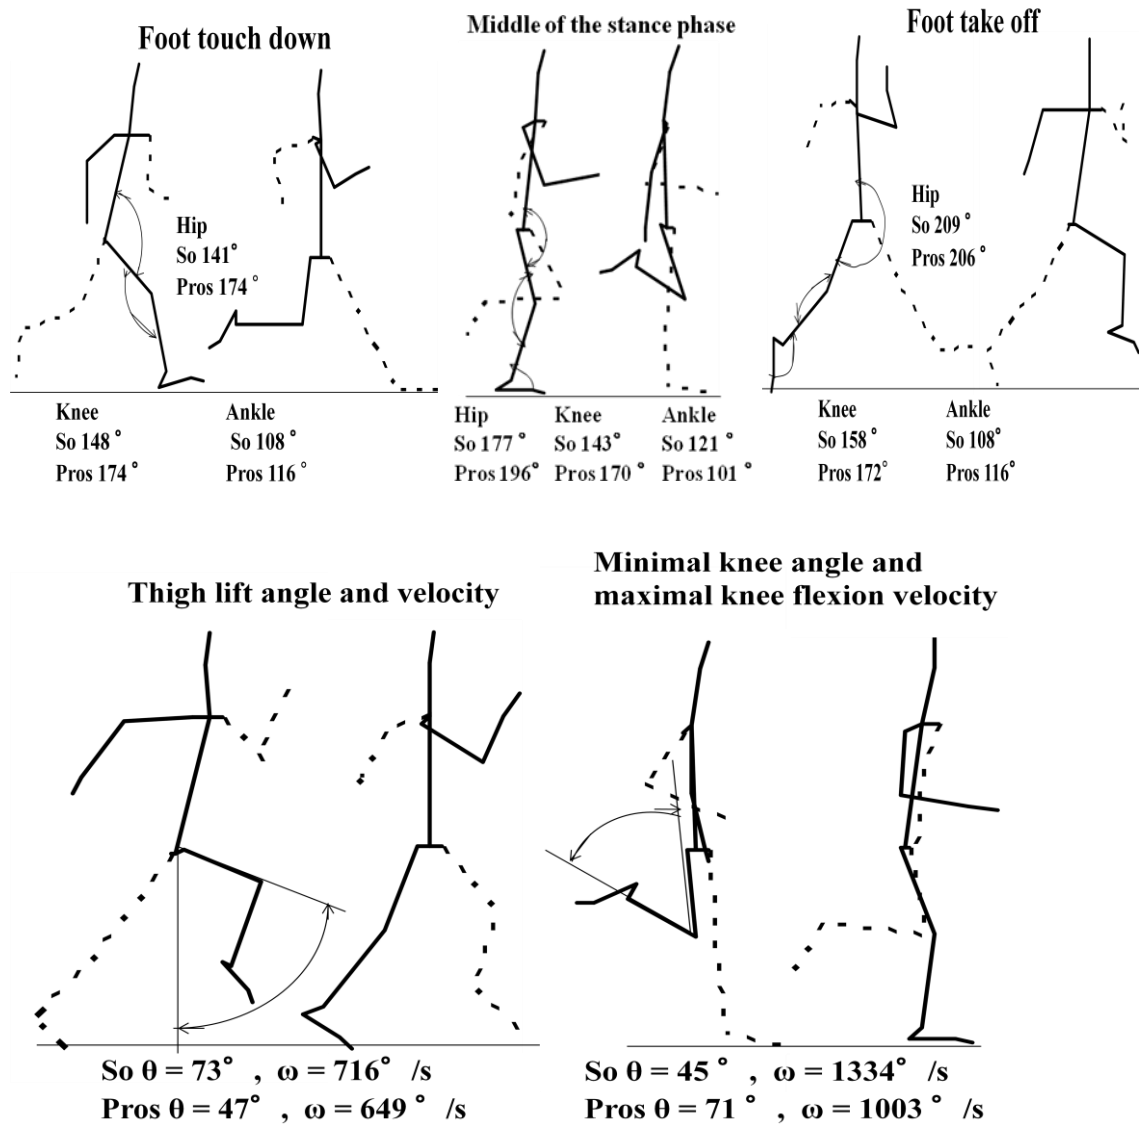 Foot touch down
Middle of the stance phase
Foot take off
Hip
So 141°
Pros 174°
Hip
So 209°
Pros 206°
Knee
So 148°
Pros 174°
Ankle
So 108°
Pros 116°
Hip
So 177°
Pros 196°
Knee
So 143°
Pros 170°
Ankle
So 121°
Pros 101°
Knee
So 158°
Pros 172°
Ankle
So 108°
Pros 116°
Thigh lift angle and velocity
Minimal knee angle and
maximal knee flexion velocity
So θ = 73° , ω = 716° /s
Pros θ = 47° , ω = 649° /s
So θ = 45° , ω = 1334° /s
Pros θ = 71° , ω = 1003° /s